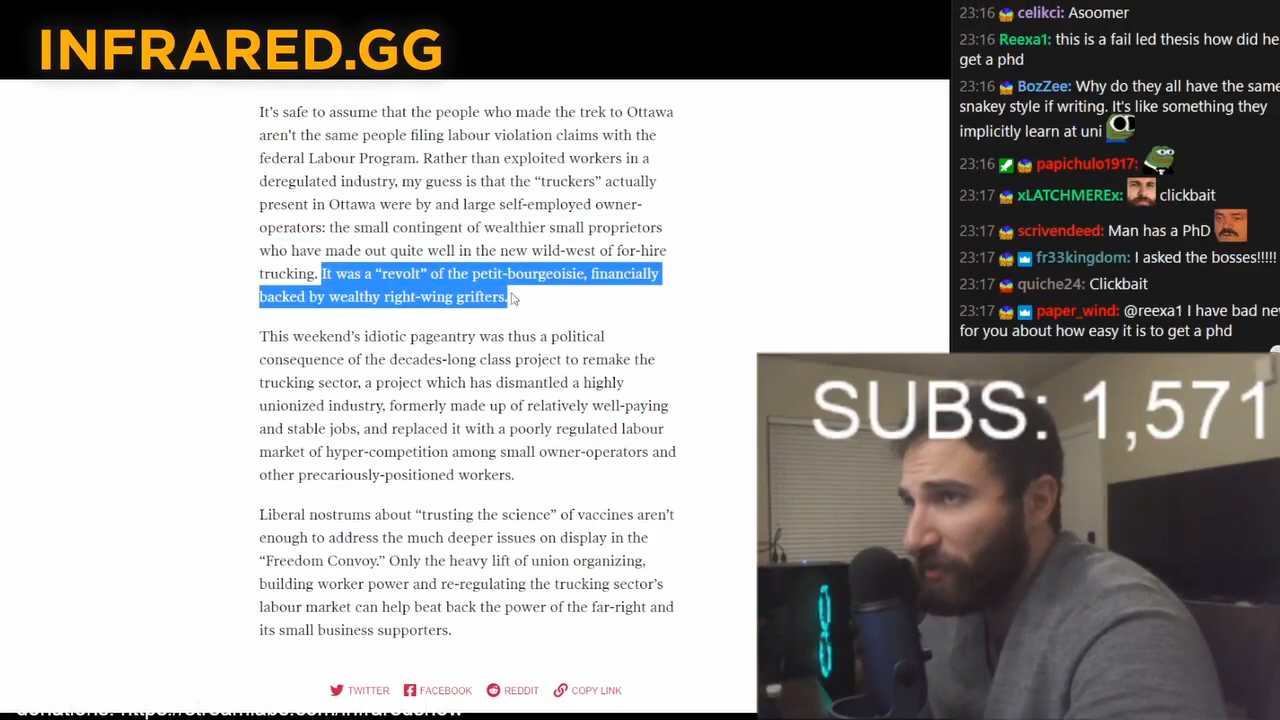 INFRARED.GG
It’s safe to assume that the people who made the trek to Ottawa
aren’t the same people filing labour violation claims with the
federal Labour Program. Rather than exploited workers in a
deregulated industry, my guess is that the “truckers” actually
present in Ottawa were by and large self-employed owner-
operators: the small contingent of wealthier small proprietors
who have made out quite well in the new wild-west of for-hire
trucking. It was a “revolt” of the petit-bourgeoisie, financially
backed by wealthy right-wing grifters.
This weekend’s idiotic pageantry was thus a political
consequence of the decades-long class project to remake the
trucking sector, a project which has dismantled a highly
unionized industry, formerly made up of relatively well-paying
and stable jobs, and replaced it with a poorly regulated labour
market of hyper-competition among small owner-operators and
other precariously-positioned workers.
Liberal nostrums about “trusting the science” of vaccines aren’t
enough to address the much deeper issues on display in the
“Freedom Convoy.” Only the heavy lift of union organizing,
building worker power and re-regulating the trucking sector’s
labour market can help beat back the power of the far-right and
its small business supporters.
TWITTER FACEBOOK REDDIT COPY LINK
donations: https://streamlabs.com/infraredshow
23:16 celikci: Asoomer
23:16 Reexa1: this is a fail led thesis how did he
get a phd
23:16 BozZee: Why do they all have the same
snakey style if writing. It's like something they
implicitly learn at uni
23:16 papichulo1917:
23:17 xLATCHMEREx: clickbait
23:17 scrivendeed: Man has a PhD
23:17 fr33kingdom: I asked the bosses!!!!!
23:17 quiche24: Clickbait
23:17 paper_wind: @reexa1 I have bad new
for you about how easy it is to get a phd
SUBS: 1,571